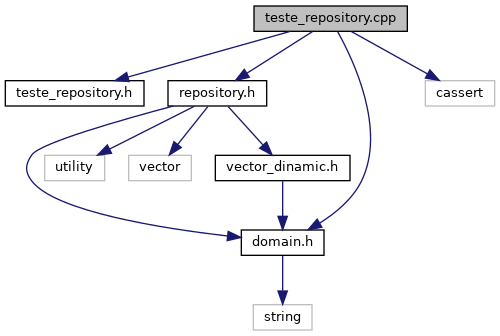 teste_repository.cpp
teste_repository.h
repository.h
cassert
utility
vector
vector_dinamic.h
domain.h
string